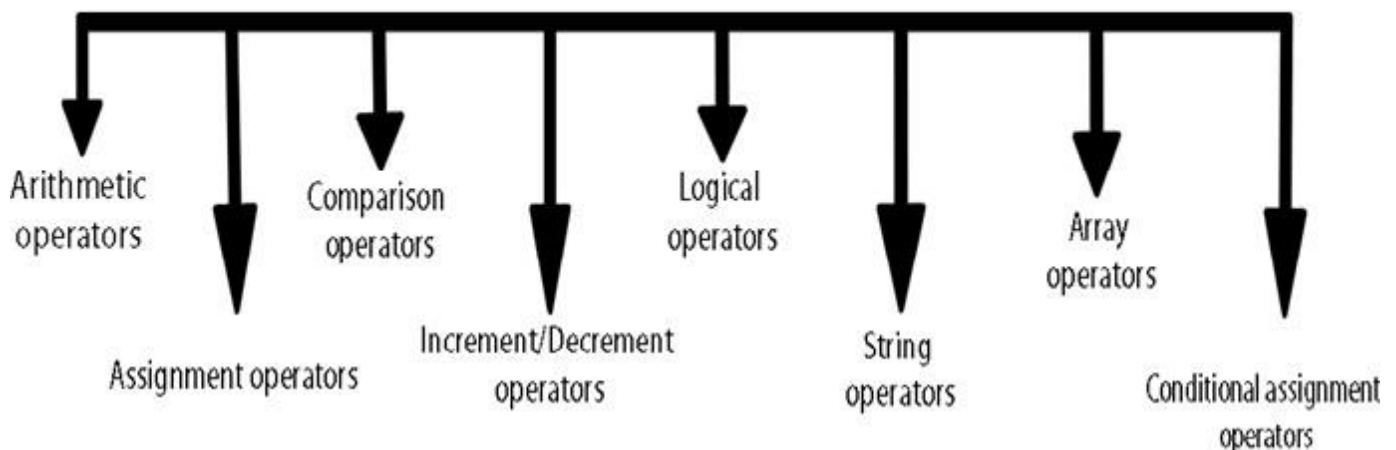 Arithmetic
operators
Assignment operators
Comparison
operators
Increment/Decrement
operators
Logical
operators
String
operators
Array
operators
Conditional assignment
operators